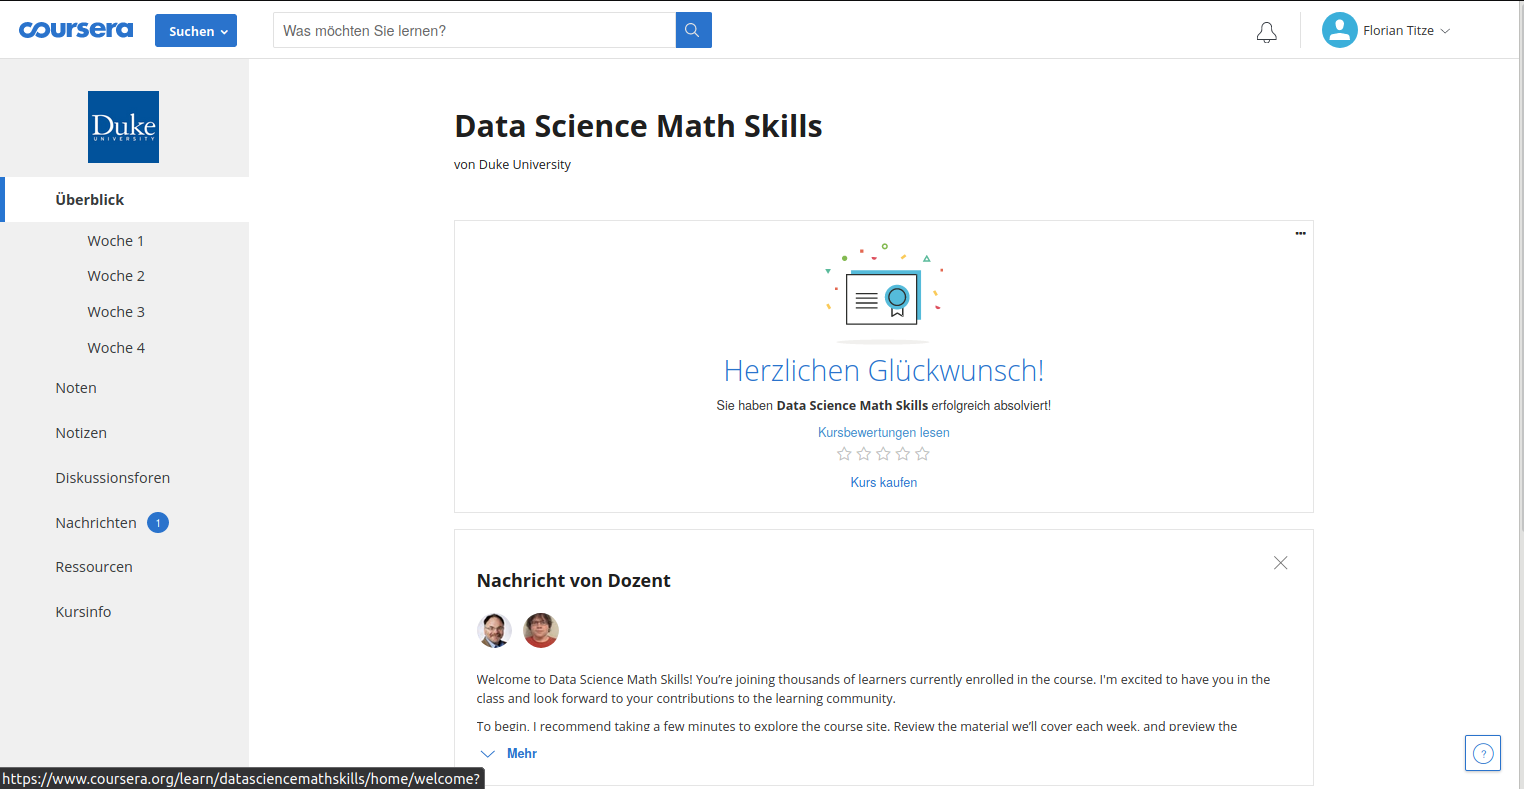 coursera
Suchen
Was möchten Sie lernen?
Florian Titze
Duke
UNIVERSITY
Überblick
Woche 1
Woche 2
Woche 3
Woche 4
Noten
Notizen
Diskussionsforen
Nachrichten 1
Ressourcen
Kursinfo
Data Science Math Skills
von Duke University
Herzlichen Glückwunsch!
Sie haben Data Science Math Skills erfolgreich absolviert!
Kursbewertungen lesen
Kurs kaufen
Nachricht von Dozent
Welcome to Data Science Math Skills! You’re joining thousands of learners currently enrolled in the course. I'm excited to have you in the
class and look forward to your contributions to the learning community.
To begin, I recommend taking a few minutes to explore the course site. Review the material we’ll cover each week, and preview the
Mehr
?
https://www.coursera.org/learn/datasciencemathskills/home/welcome?